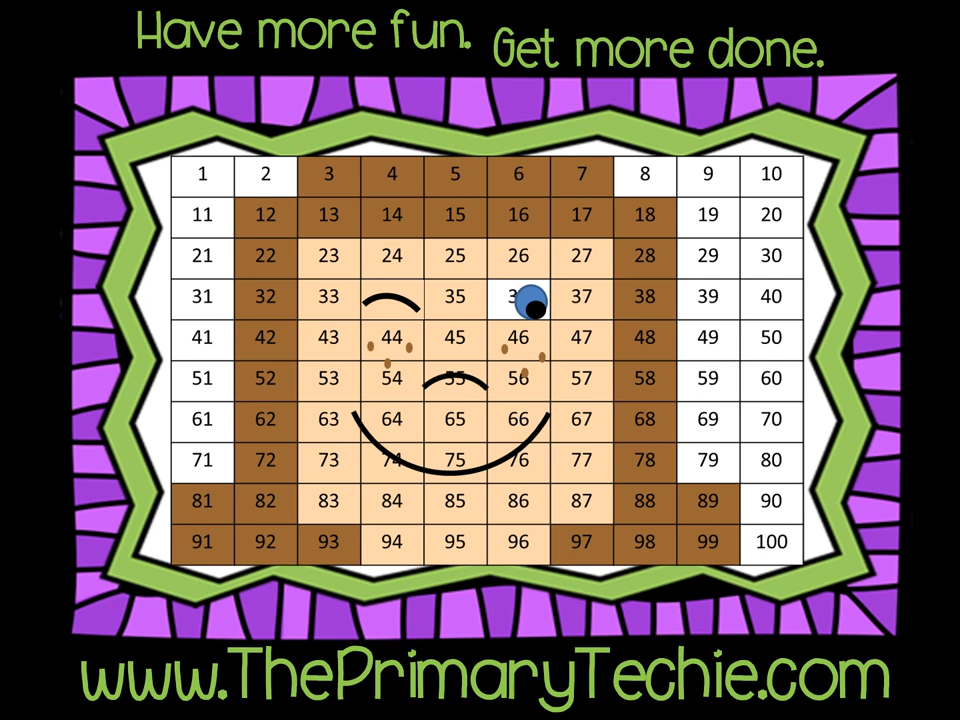 Have more fun. Get more done.
1 2 3 4 5 6 7 8 9 10
11 12 13 14 15 16 17 18 19 20
21 22 23 24 25 26 27 28 29 30
31 32 33 35 37 38 39 40
41 42 43 44 45 46 47 48 49 50
51 52 53 54 55 56 57 58 59 60
61 62 63 64 65 66 67 68 69 70
71 72 73 74 75 76 77 78 79 80
81 82 83 84 85 86 87 88 89 90
91 92 93 94 95 96 97 98 99 100
www.ThePrimaryTechie.com